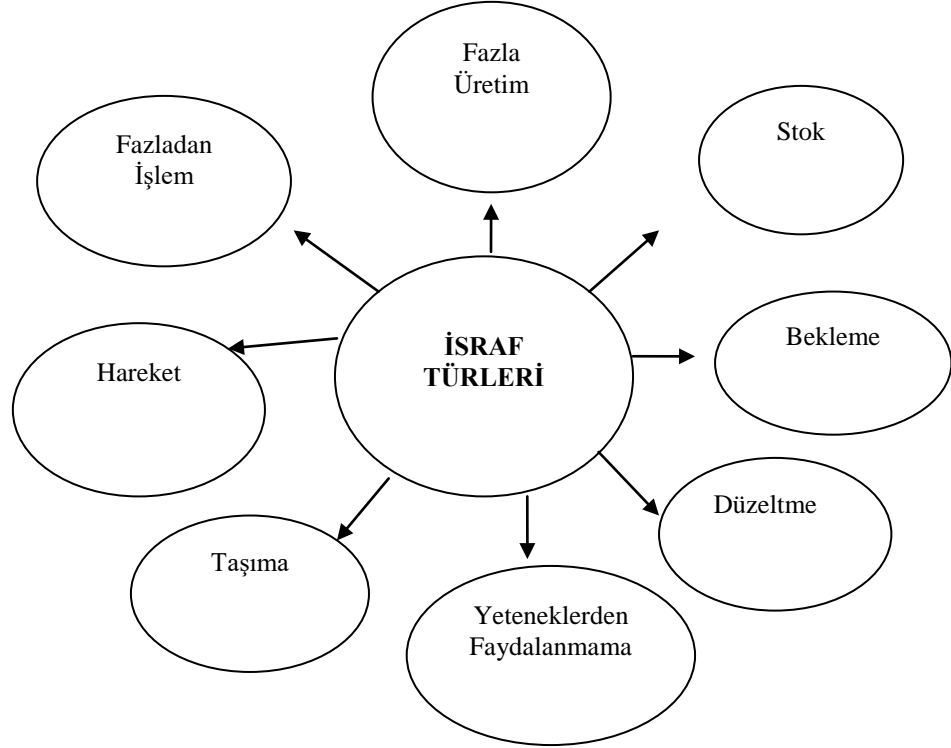 Fazla
Üretim
Stok
Fazladan
İşlem
Bekleme
İSRAF
TÜRLERİ
Hareket
Düzeltme
Taşıma
Yeteneklerden
Faydalanmama